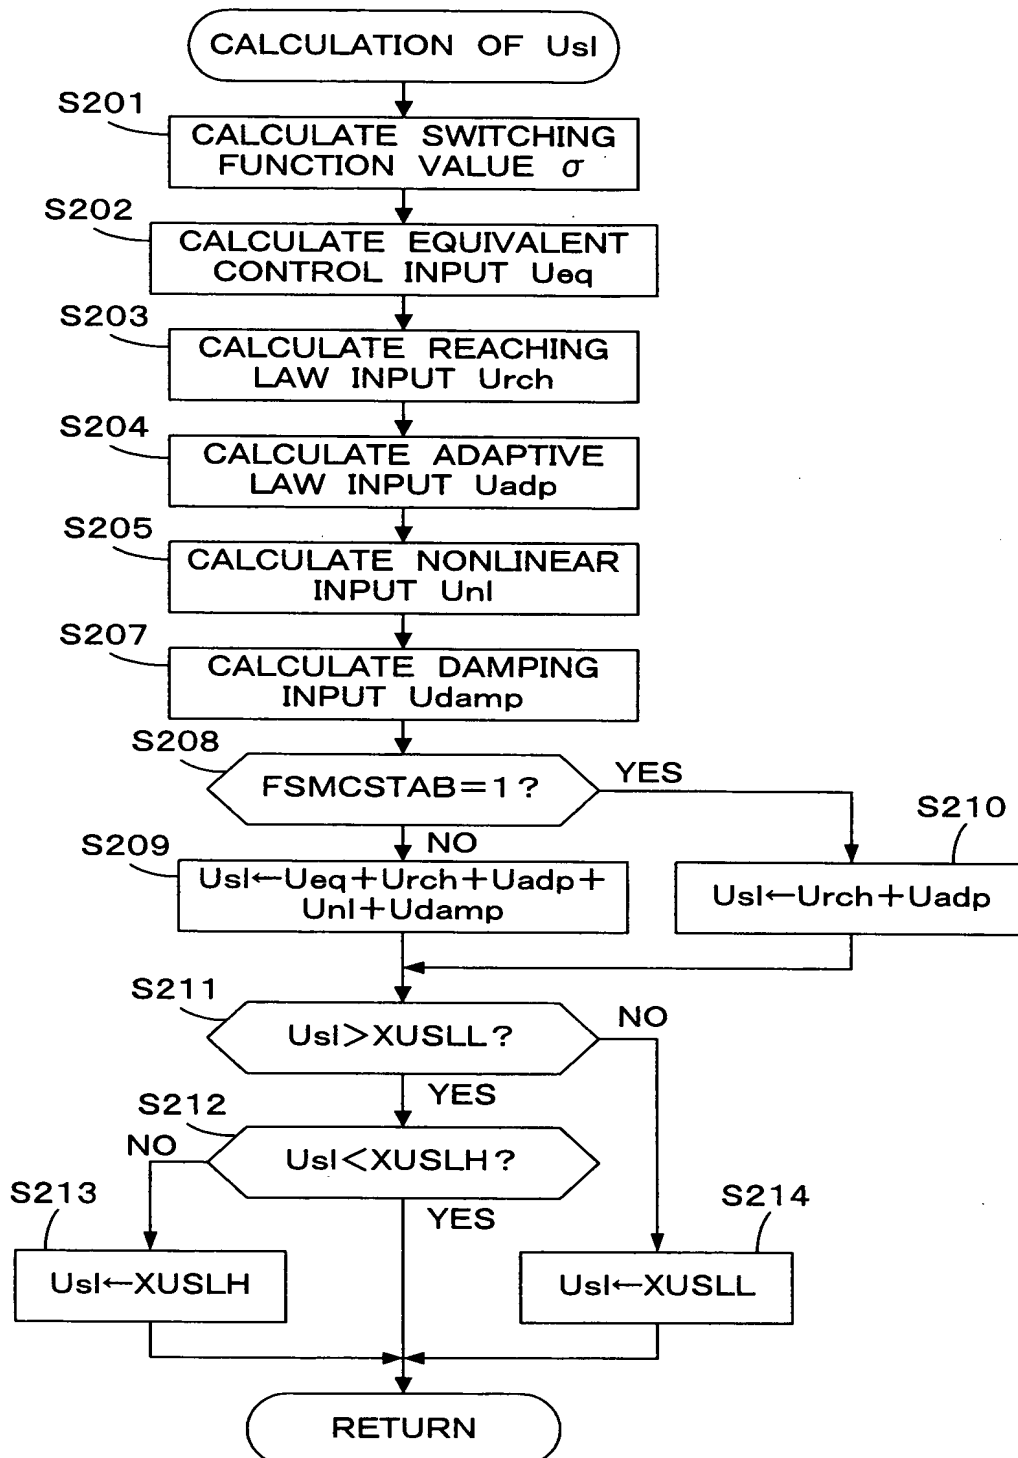 CALCULATION OF Usl
S201
CALCULATE SWITCHING
FUNCTION VALUE σ
S202
CALCULATE EQUIVALENT
CONTROL INPUT Ueq
S203
CALCULATE REACHING
LAW INPUT Urch
S204
CALCULATE ADAPTIVE
LAW INPUT Uadp
S205
CALCULATE NONLINEAR
INPUT Unl
S207
CALCULATE DAMPING
INPUT Udamp
S208
FSMCSTAB=1?
YES
NO
S209
Usl←Ueq+Urch+Uadp+
Unl+Udamp
S210
Usl←Urch+Uadp
S211
Usl>XUSLL?
NO
YES
S212
Usl<XUSLH?
NO
YES
S213
Usl←XUSLH
S214
Usl←XUSLL
RETURN